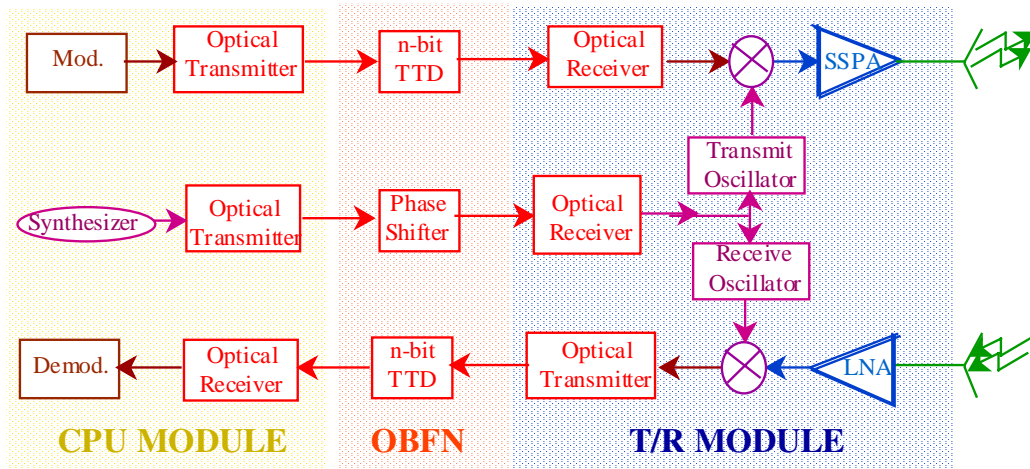 Mod.
Optical
Transmitter
n-bit
TTD
Optical
Receiver
SSPA
Transmit
Oscillator
Synthesizer
Optical
Transmitter
Phase
Shifter
Optical
Receiver
Receive
Oscillator
Demod.
Optical
Receiver
n-bit
TTD
Optical
Transmitter
LNA
CPU MODULE
OBFN
T/R MODULE